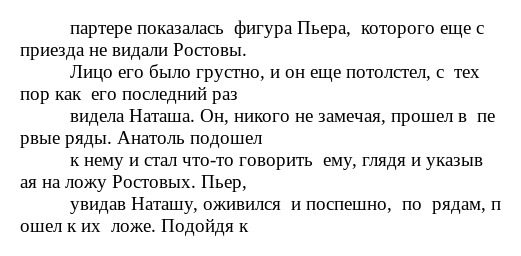 партере показалась  фигура Пьера,  которого еще с
приезда не видали Ростовы.
Лицо его было грустно, и он еще потолстел, с  тех
пор как  его последний раз
видела Наташа. Он, никого не замечая, прошел в  пе
рвые ряды. Анатоль подошел
к нему и стал что-то говорить  ему, глядя и указыв
ая на ложу Ростовых. Пьер,
увидав Наташу, оживился  и поспешно,  по  рядам, п
ошел к их  ложе. Подойдя к